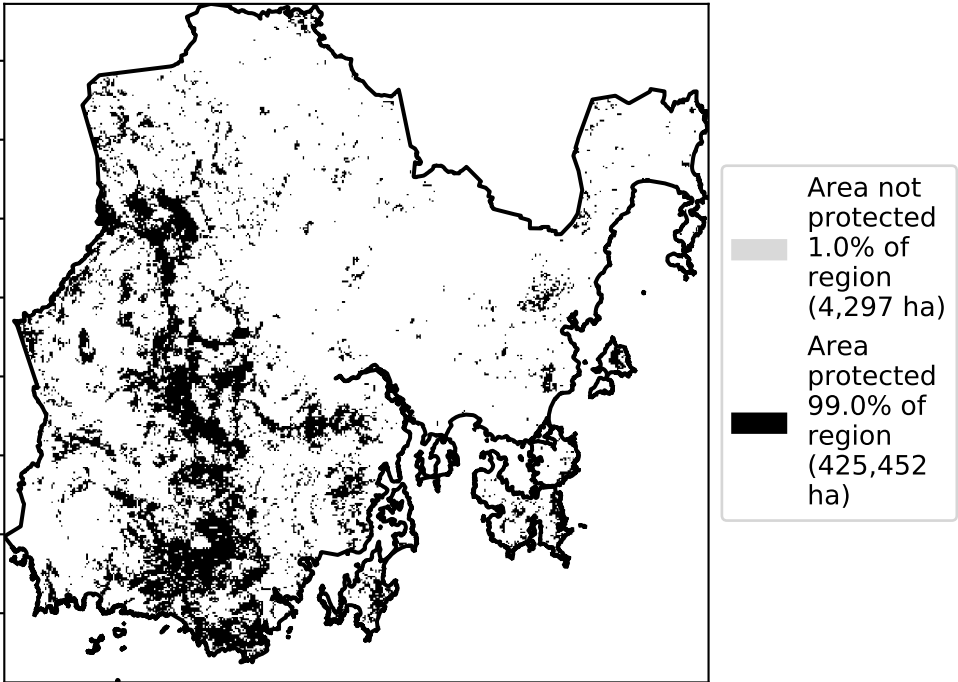 Area not
protected
1.0% of
region
(4,297 ha)
Area
protected
99.0% of
region
(425,452
ha)